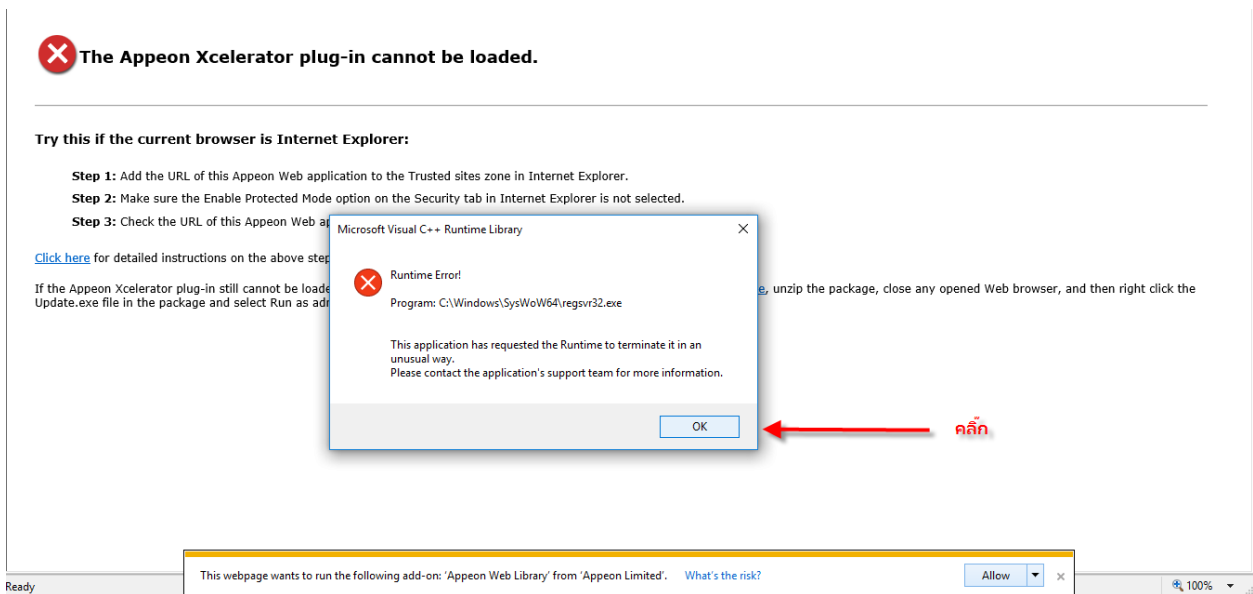 The Appeon Xcelerator plug-in cannot be loaded.
Try this if the current browser is Internet Explorer:
Step 1: Add the URL of this Appeon Web application to the Trusted sites zone in Internet Explorer.
Step 2: Make sure the Enable Protected Mode option on the Security tab in Internet Explorer is not selected.
Step 3: Check the URL of this Appeon Web
Click here for detailed instructions on the above
If the Appeon Xcelerator plug-in still cannot be
, unzip the package, close any opened Web browser, and then right click the
Update.exe file in the package and select Run as
Microsoft Visual C++ Runtime Library
Runtime Error!
Program: C:\Windows\SysWoW64\regsvr32.exe
This application has requested the Runtime to terminate it in an
unusual way.
Please contact the application's support team for more information.
OK
คลิ๊ก
This webpage wants to run the following add-on: 'Appeon Web Library' from 'Appeon Limited'. What's the risk?
Allow
Ready
100%